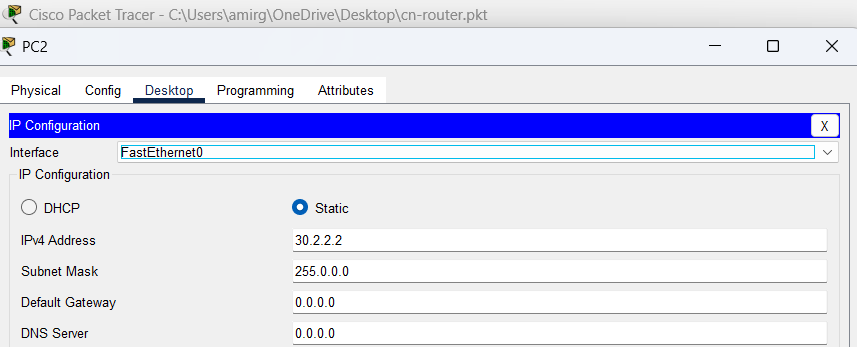 Cisco Packet Tracer - C:\Users\amirg\OneDrive\Desktop\cn-router.pkt
PC2
Physical Config Desktop Programming Attributes
IP Configuration X
Interface FastEthernet0
IP Configuration
DHCP Static
IPv4 Address 30.2.2.2
Subnet Mask 255.0.0.0
Default Gateway 0.0.0.0
DNS Server 0.0.0.0